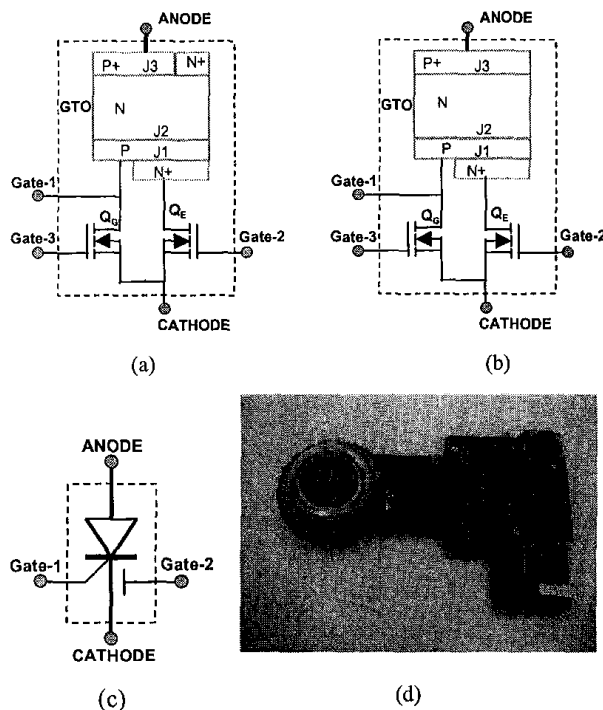 ANODE
P+ J3 N+
GTO
N
J2
P J1
N+
Gate-1
QG QE
Gate-3
Gate-2
CATHODE
(a)
ANODE
P+ J3
GTO
N
J2
P J1
N+
Gate-1
QG QE
Gate-3
Gate-2
CATHODE
(b)
ANODE
Gate-1 Gate-2
CATHODE
(c)
(d)